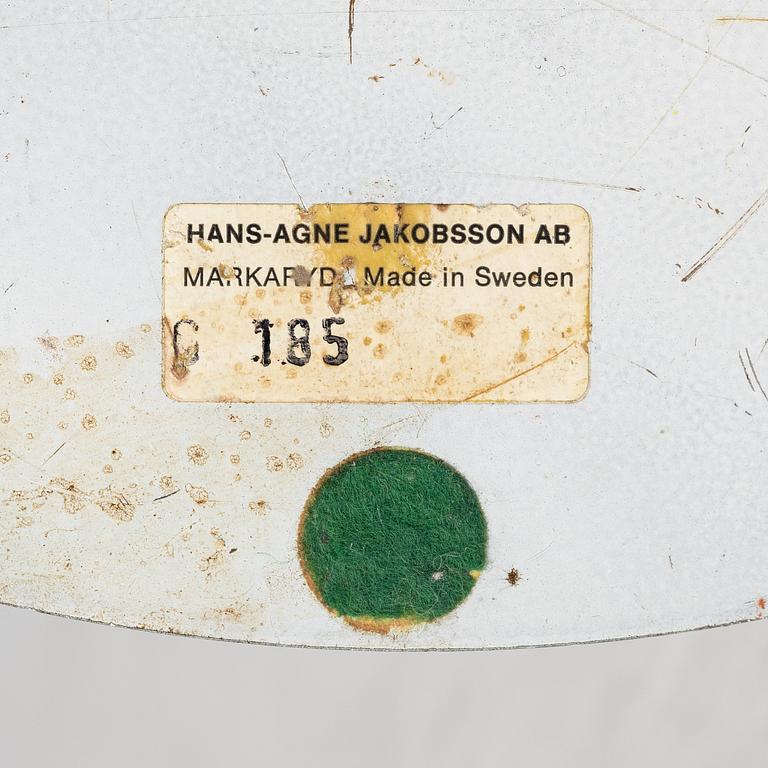 HANS-AGNE JAKOBSSON AB
MARKARYD, Made in Sweden
G 185